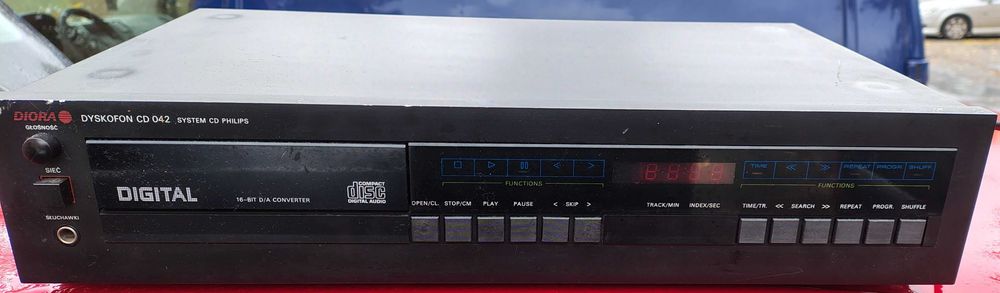 DIORA DYSKOFON CD 042 SYSTEM CD PHILIPS
GŁOŚNOŚĆ
SIEĆ
SŁUCHAWKI
DIGITAL
16-BIT D/A CONVERTER
COMPACT
disc
DIGITAL AUDIO
FUNCTIONS
OPEN/CL. STOP/CM PLAY PAUSE < SKIP >
TRACK/MIN INDEX/SEC
TIME << >> REPEAT PROGR. SHUFF
FUNCTIONS
TIME/TR. << SEARCH >> REPEAT PROGR. SHUFFLE